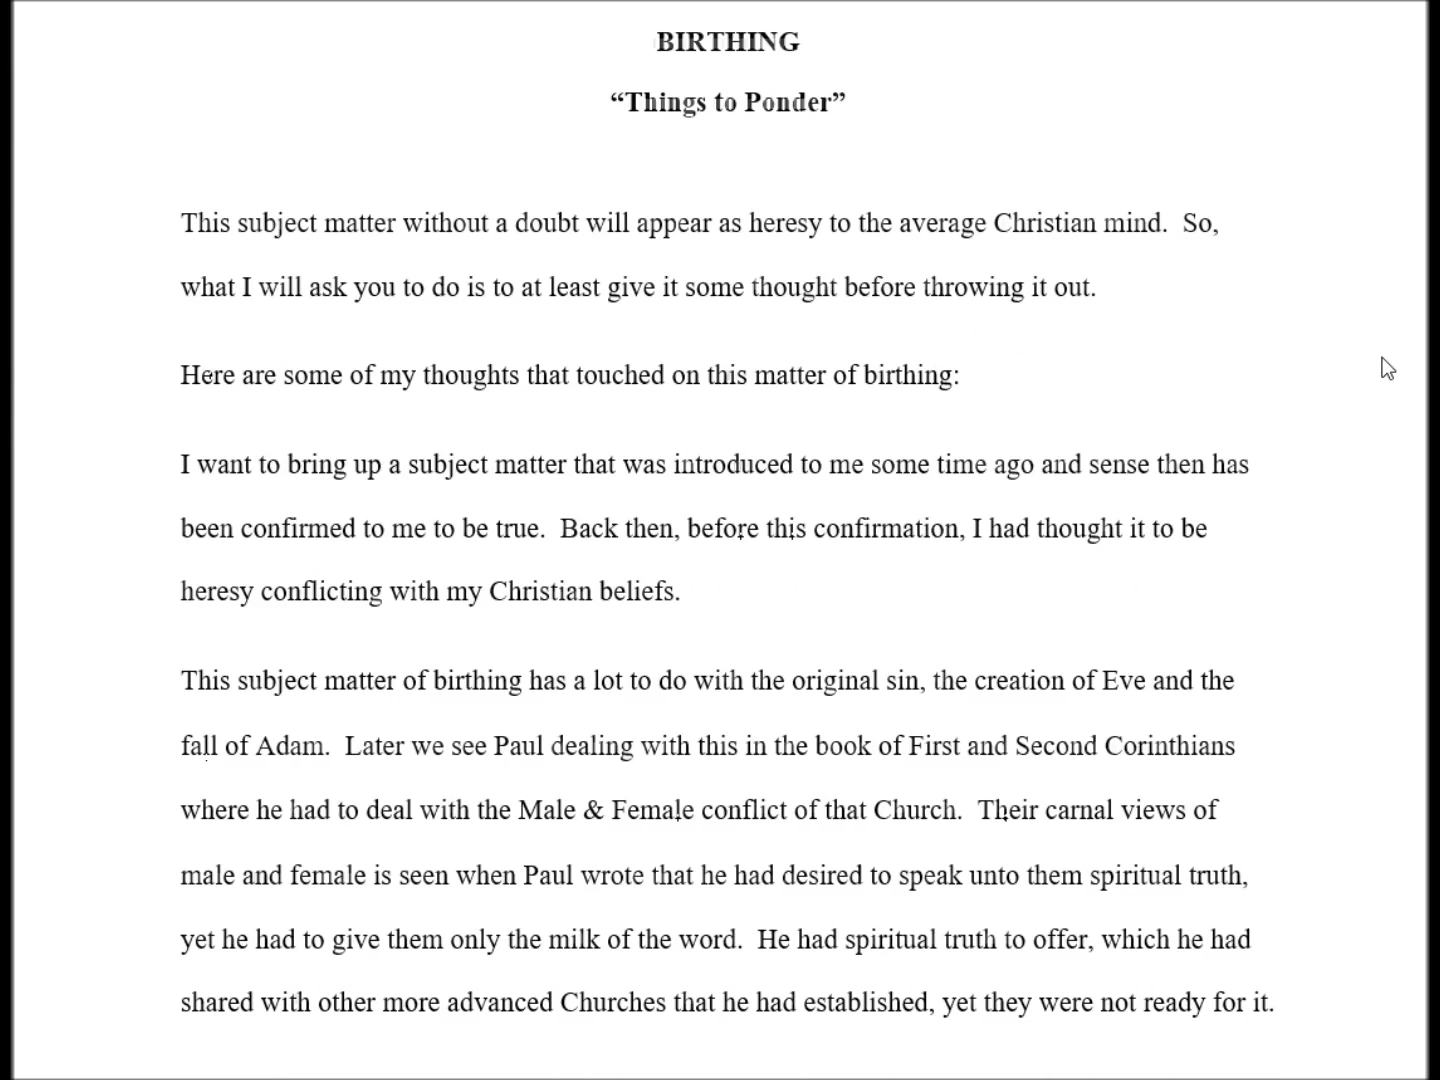 BIRTHING
“Things to Ponder”
This subject matter without a doubt will appear as heresy to the average Christian mind.  So,
what I will ask you to do is to at least give it some thought before throwing it out.
Here are some of my thoughts that touched on this matter of birthing:
I want to bring up a subject matter that was introduced to me some time ago and sense then has
been confirmed to me to be true.  Back then, before this confirmation, I had thought it to be
heresy conflicting with my Christian beliefs.
This subject matter of birthing has a lot to do with the original sin, the creation of Eve and the
fall of Adam.  Later we see Paul dealing with this in the book of First and Second Corinthians
where he had to deal with the Male & Female conflict of that Church.  Their carnal views of
male and female is seen when Paul wrote that he had desired to speak unto them spiritual truth,
yet he had to give them only the milk of the word.  He had spiritual truth to offer, which he had
shared with other more advanced Churches that he had established, yet they were not ready for it.